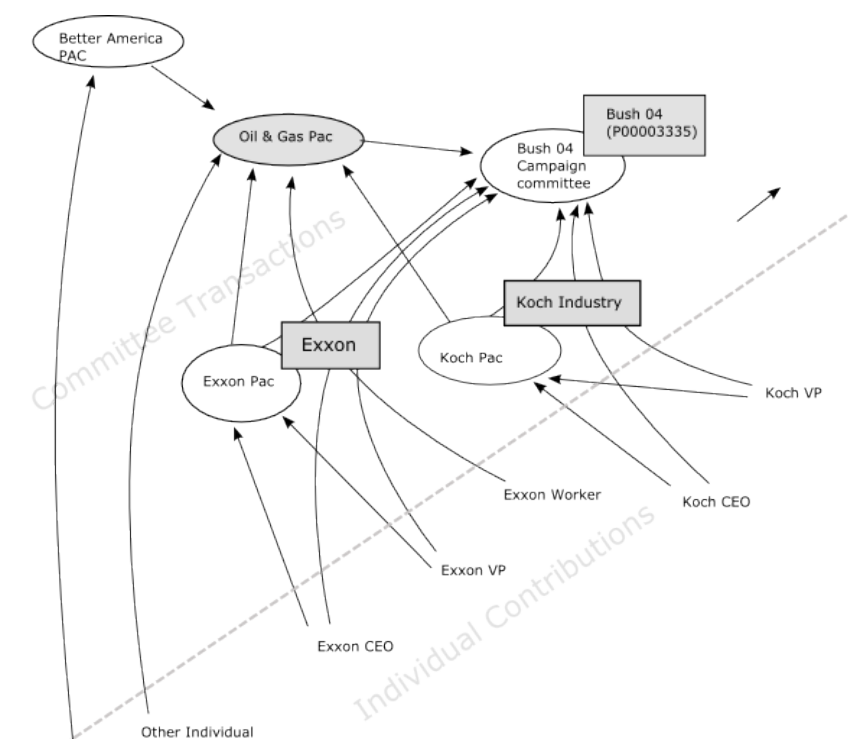 Better America
PAC
Oil & Gas Pac
Bush 04
(P00003335)
Bush 04
Campaign
committee
Committee Transactions
Koch Industry
Exxon
Koch Pac
Exxon Pac
Koch VP
Exxon Worker
Koch CEO
Individual Contributions
Exxon VP
Exxon CEO
Other Individual